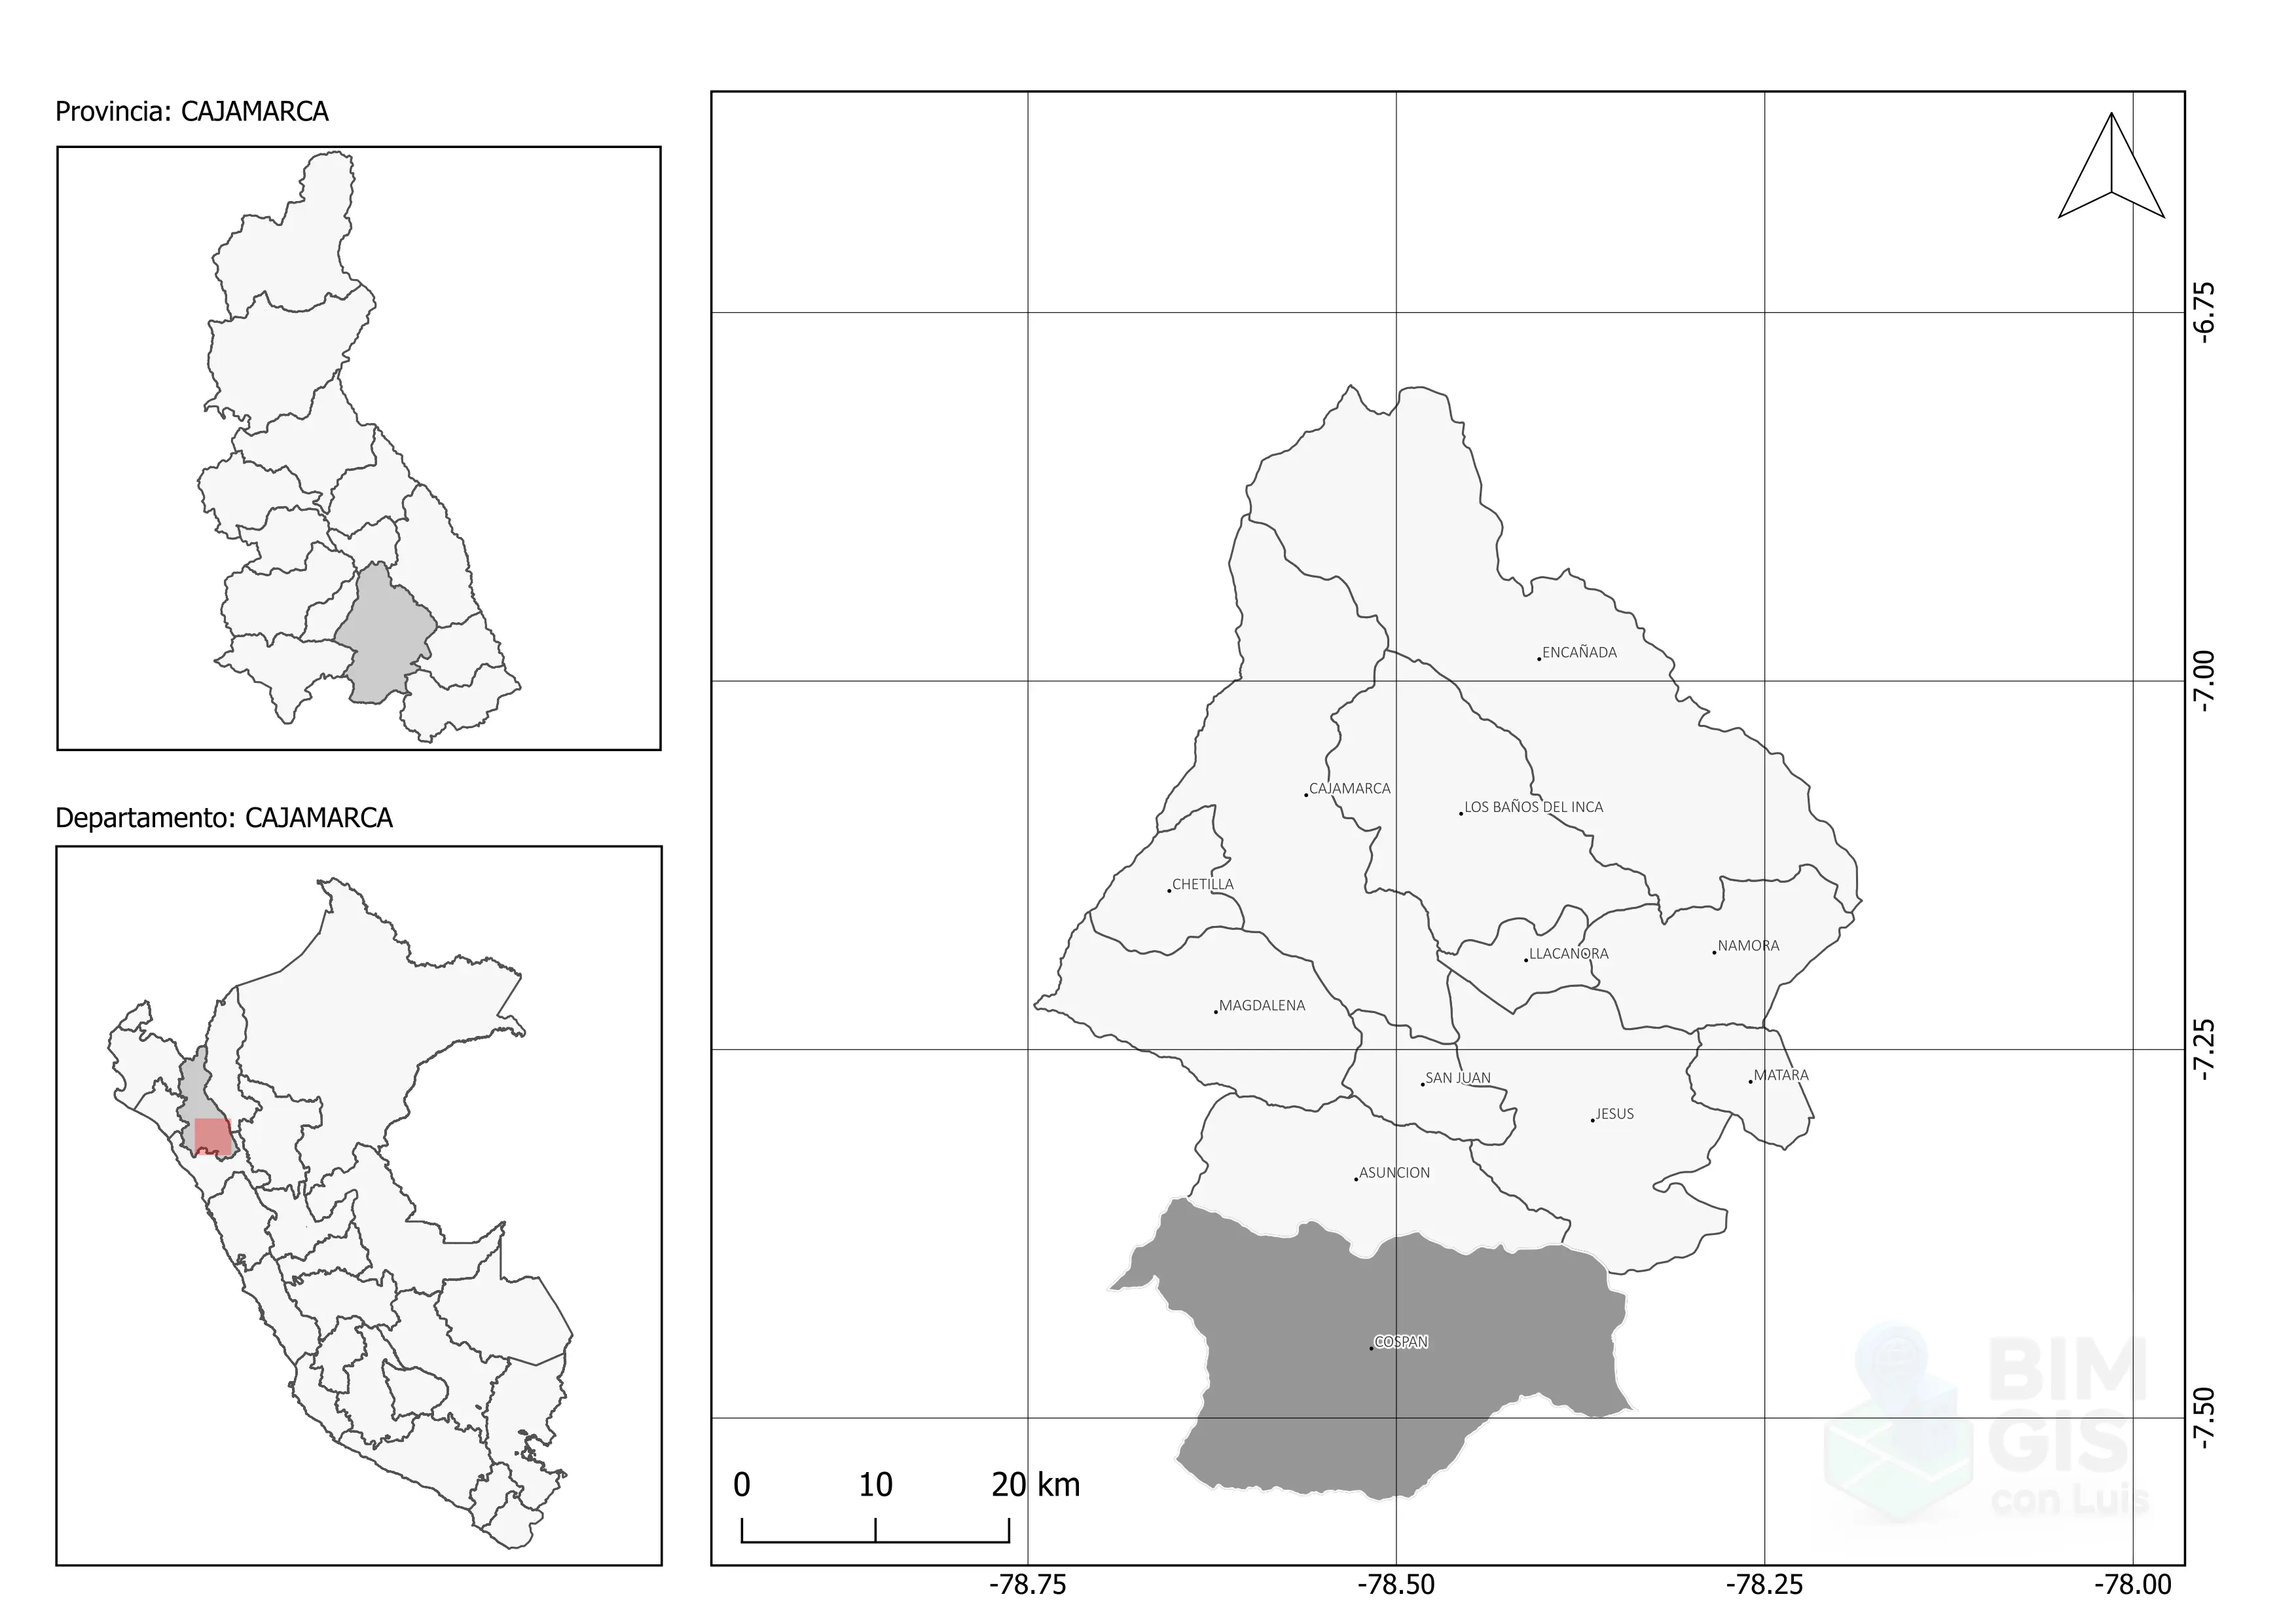 Provincia: CAJAMARCA
Departamento: CAJAMARCA
ENCAÑADA
CAJAMARCA
LOS BAÑOS DEL INCA
CHETILLA
LLACANORA
NAMORA
MAGDALENA
SAN JUAN
MATARA
JESUS
ASUNCION
COSPAN
0 10 20 km
-6.75
-7.00
-7.25
-7.50
-78.75 -78.50 -78.25 -78.00
BIM
GIS
con Luis